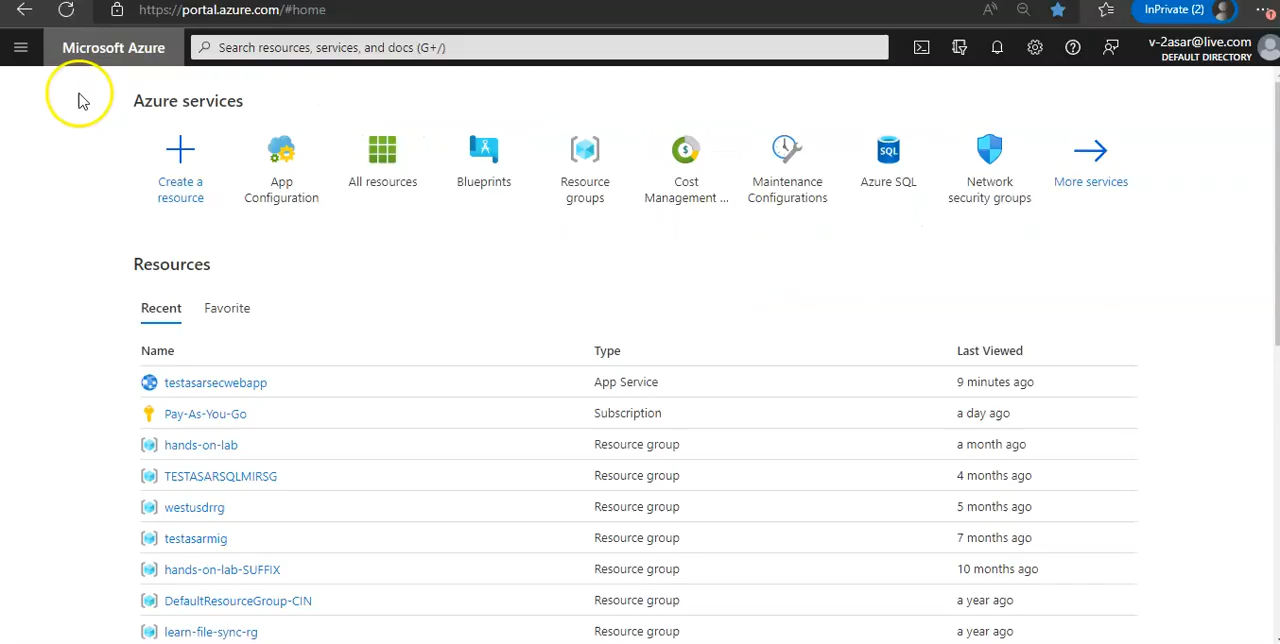 https://portal.azure.com/#home
InPrivate (2)
Microsoft Azure
Search resources, services, and docs (G+/)
v-2asar@live.com
DEFAULT DIRECTORY
Azure services
Create a resource
App Configuration
All resources
Blueprints
Resource groups
Cost Management ...
Maintenance Configurations
Azure SQL
Network security groups
More services
Resources
Recent Favorite
Name Type Last Viewed
testasarsecwebapp App Service 9 minutes ago
Pay-As-You-Go Subscription a day ago
hands-on-lab Resource group a month ago
TESTASARSQLMIRSG Resource group 4 months ago
westusdrrg Resource group 5 months ago
testasarmig Resource group 7 months ago
hands-on-lab-SUFFIX Resource group 10 months ago
DefaultResourceGroup-CIN Resource group a year ago
learn-file-sync-rg Resource group a year ago